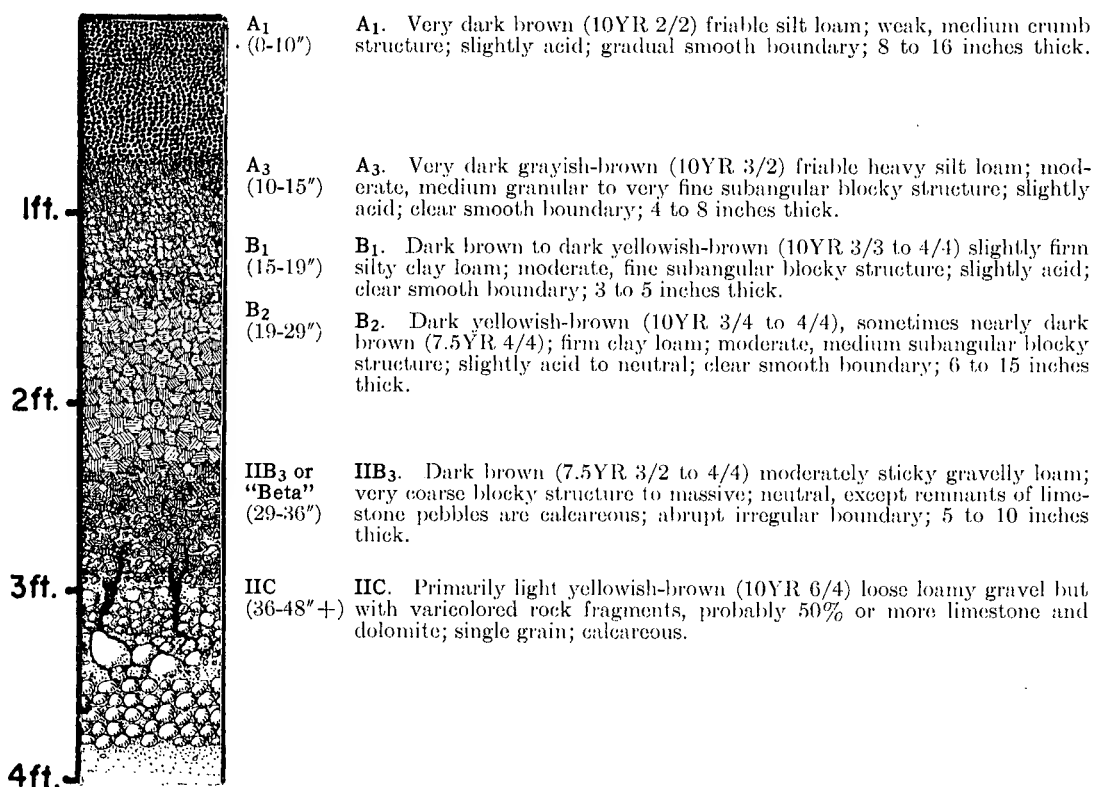 A1
(0-10″)
A1. Very dark brown (10YR 2/2) friable silt loam; weak, medium crumb
structure; slightly acid; gradual smooth boundary; 8 to 16 inches thick.
A3
(10-15″)
A3. Very dark grayish-brown (10YR 3/2) friable heavy silt loam; mod-
erate, medium granular to very fine subangular blocky structure; slightly
acid; clear smooth boundary; 4 to 8 inches thick.
1ft.
B1
(15-19″)
B1. Dark brown to dark yellowish-brown (10YR 3/3 to 4/4) slightly firm
silty clay loam; moderate, fine subangular blocky structure; slightly acid;
clear smooth boundary; 3 to 5 inches thick.
B2
(19-29″)
B2. Dark yellowish-brown (10YR 3/4 to 4/4), sometimes nearly dark
brown (7.5YR 4/4); firm clay loam; moderate, medium subangular blocky
structure; slightly acid to neutral; clear smooth boundary; 6 to 15 inches
thick.
2ft.
IIB3 or
“Beta”
(29-36″)
IIB3. Dark brown (7.5YR 3/2 to 4/4) moderately sticky gravelly loam;
very coarse blocky structure to massive; neutral, except remnants of lime-
stone pebbles are calcareous; abrupt irregular boundary; 5 to 10 inches
thick.
3ft.
IIC
(36-48″+)
IIC. Primarily light yellowish-brown (10YR 6/4) loose loamy gravel but
with varicolored rock fragments, probably 50% or more limestone and
dolomite; single grain; calcareous.
4ft.